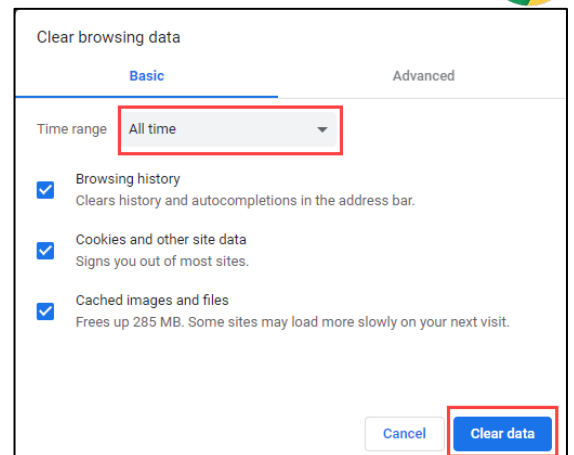 Clear browsing data
Basic Advanced
Time range All time
Browsing history
Clears history and autocompletions in the address bar.
Cookies and other site data
Signs you out of most sites.
Cached images and files
Frees up 285 MB. Some sites may load more slowly on your next visit.
Cancel Clear data